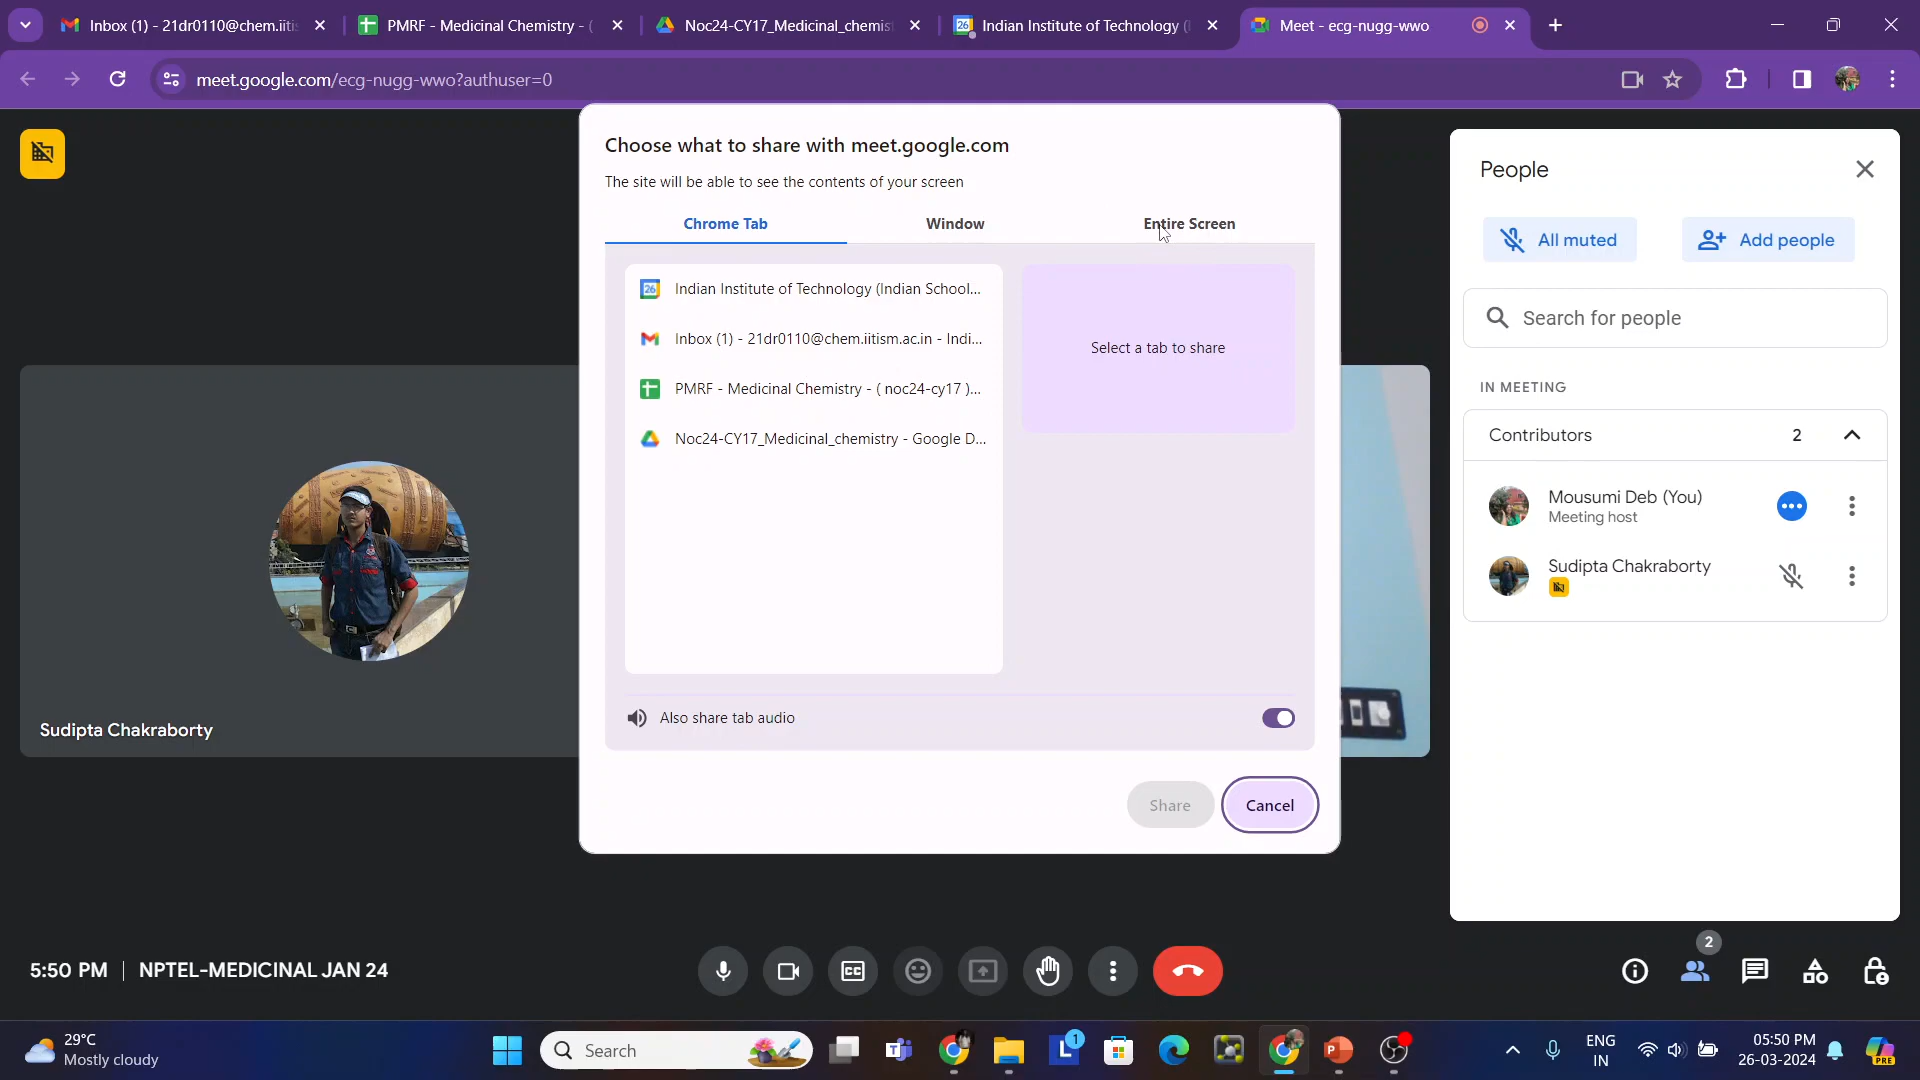 Inbox (1) - 21dr0110@chem.iitis
PMRF - Medicinal Chemistry - (
Noc24-CY17_Medicinal_chemis
26
Indian Institute of Technology (I
Meet - ecg-nugg-wwo
meet.google.com/ecg-nugg-wwo?authuser=0
Choose what to share with meet.google.com
The site will be able to see the contents of your screen
Chrome Tab
Window
Entire Screen
26
Indian Institute of Technology (Indian School...
Inbox (1) - 21dr0110@chem.iitism.ac.in - Indi...
PMRF - Medicinal Chemistry - ( noc24-cy17 )...
Noc24-CY17_Medicinal_chemistry - Google D...
Select a tab to share
Also share tab audio
Share
Cancel
People
All muted
Add people
Search for people
IN MEETING
Contributors
2
Mousumi Deb (You)
Meeting host
Sudipta Chakraborty
Sudipta Chakraborty
5:50 PM
NPTEL-MEDICINAL JAN 24
CC
2
29°C
Mostly cloudy
Search
1
ENG
IN
05:50 PM
26-03-2024
PRE